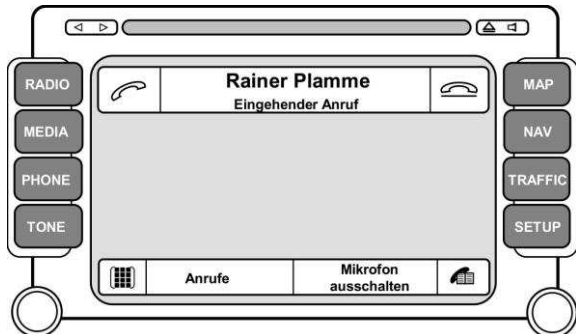 RADIO
MEDIA
PHONE
TONE
Rainer Plamme
Eingehender Anruf
Anrufe
Mikrofon
ausschalten
MAP
NAV
TRAFFIC
SETUP